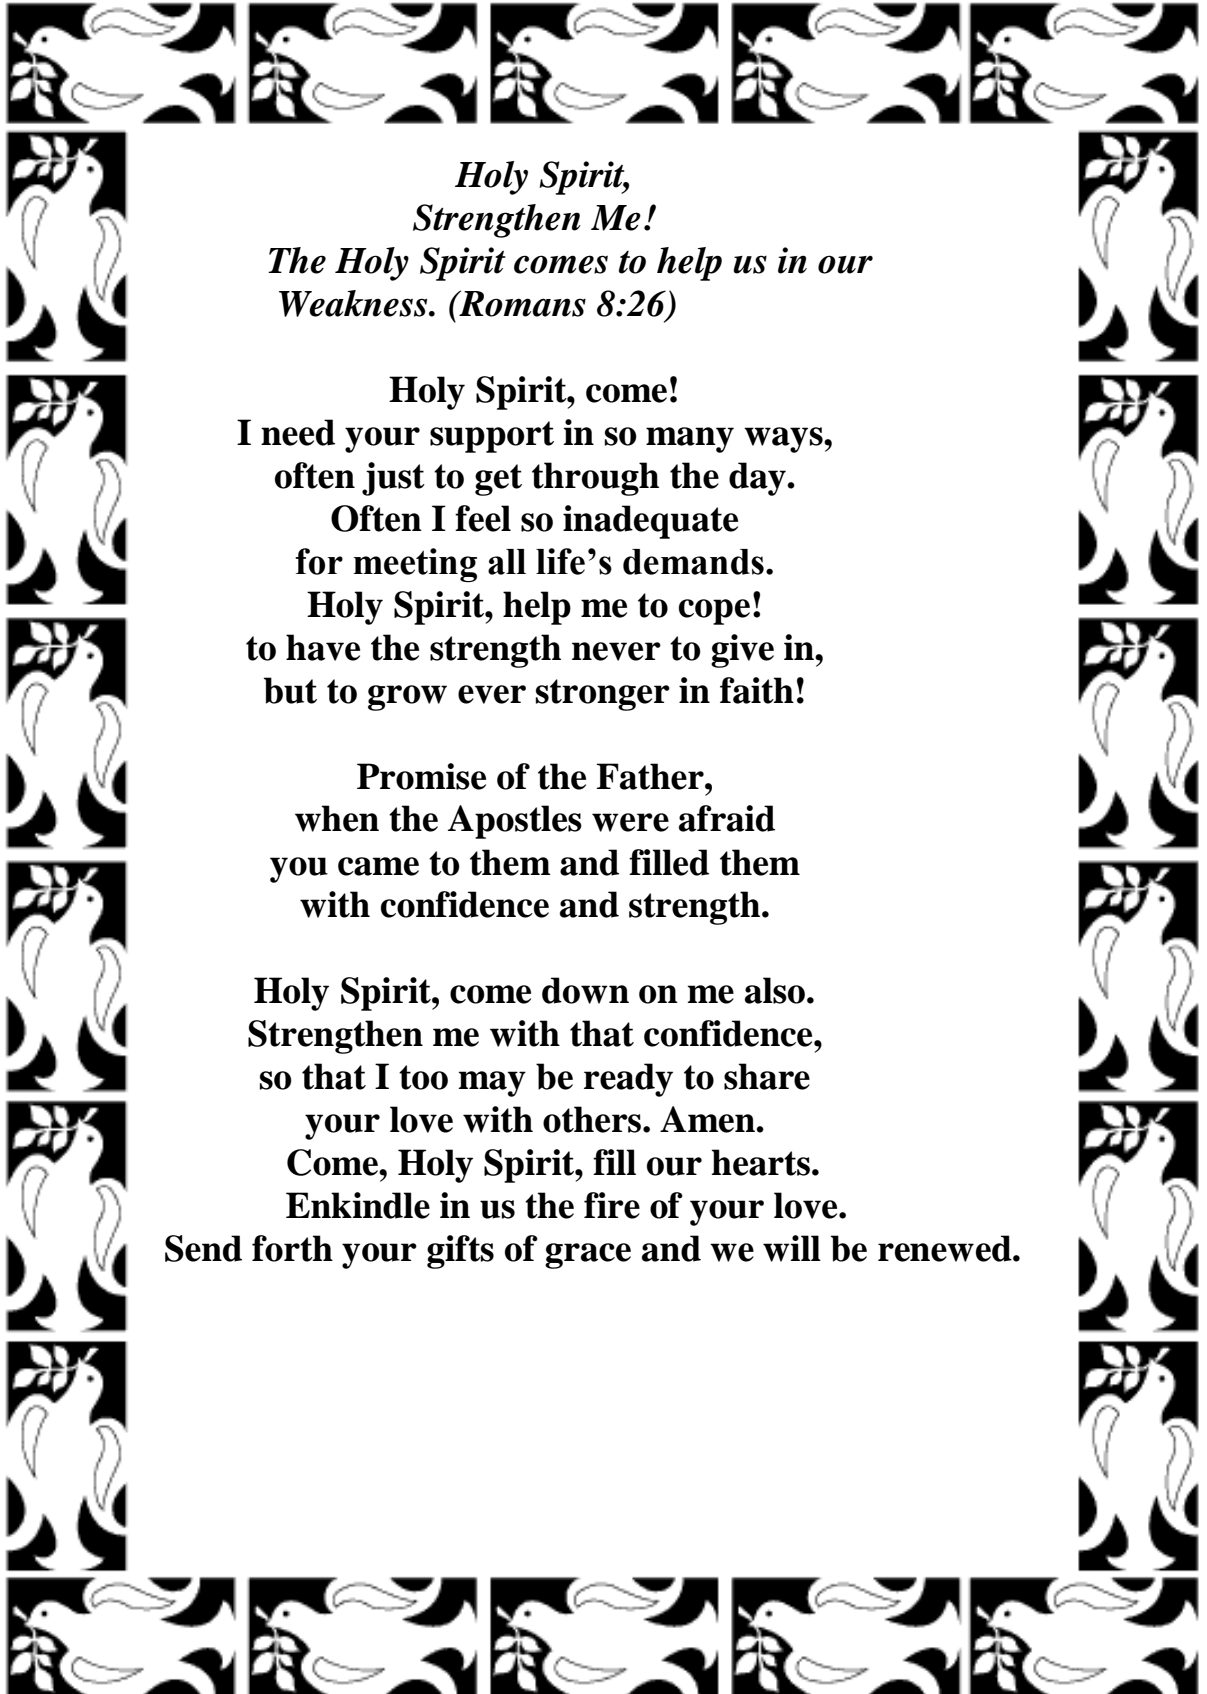 Holy Spirit,
Strengthen Me!
The Holy Spirit comes to help us in our
Weakness. (Romans 8:26)
Holy Spirit, come!
I need your support in so many ways,
often just to get through the day.
Often I feel so inadequate
for meeting all life’s demands.
Holy Spirit, help me to cope!
to have the strength never to give in,
but to grow ever stronger in faith!
Promise of the Father,
when the Apostles were afraid
you came to them and filled them
with confidence and strength.
Holy Spirit, come down on me also.
Strengthen me with that confidence,
so that I too may be ready to share
your love with others. Amen.
Come, Holy Spirit, fill our hearts.
Enkindle in us the fire of your love.
Send forth your gifts of grace and we will be renewed.